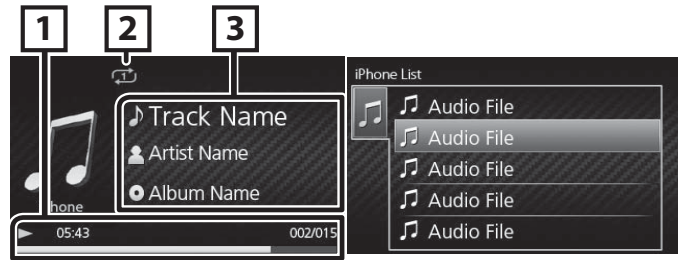 1 2 3
1
Track Name
Artist Name
Album Name
hone
05:43 002/015
iPhone List
Audio File
Audio File
Audio File
Audio File
Audio File